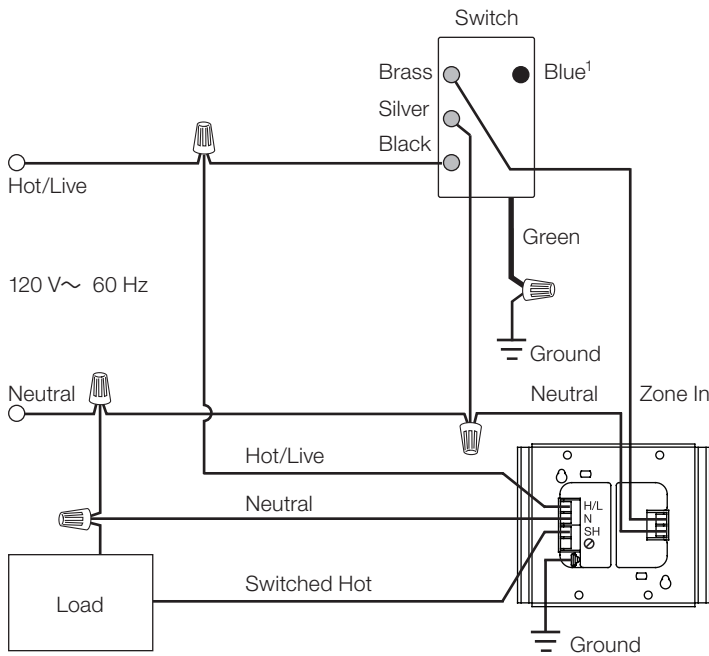 Switch
Brass
Blue¹
Silver
Black
Hot/Live
Green
120 V～ 60 Hz
Ground
Neutral
Neutral
Zone In
Hot/Live
H/L
Neutral
N
SH
Switched Hot
Load
Ground